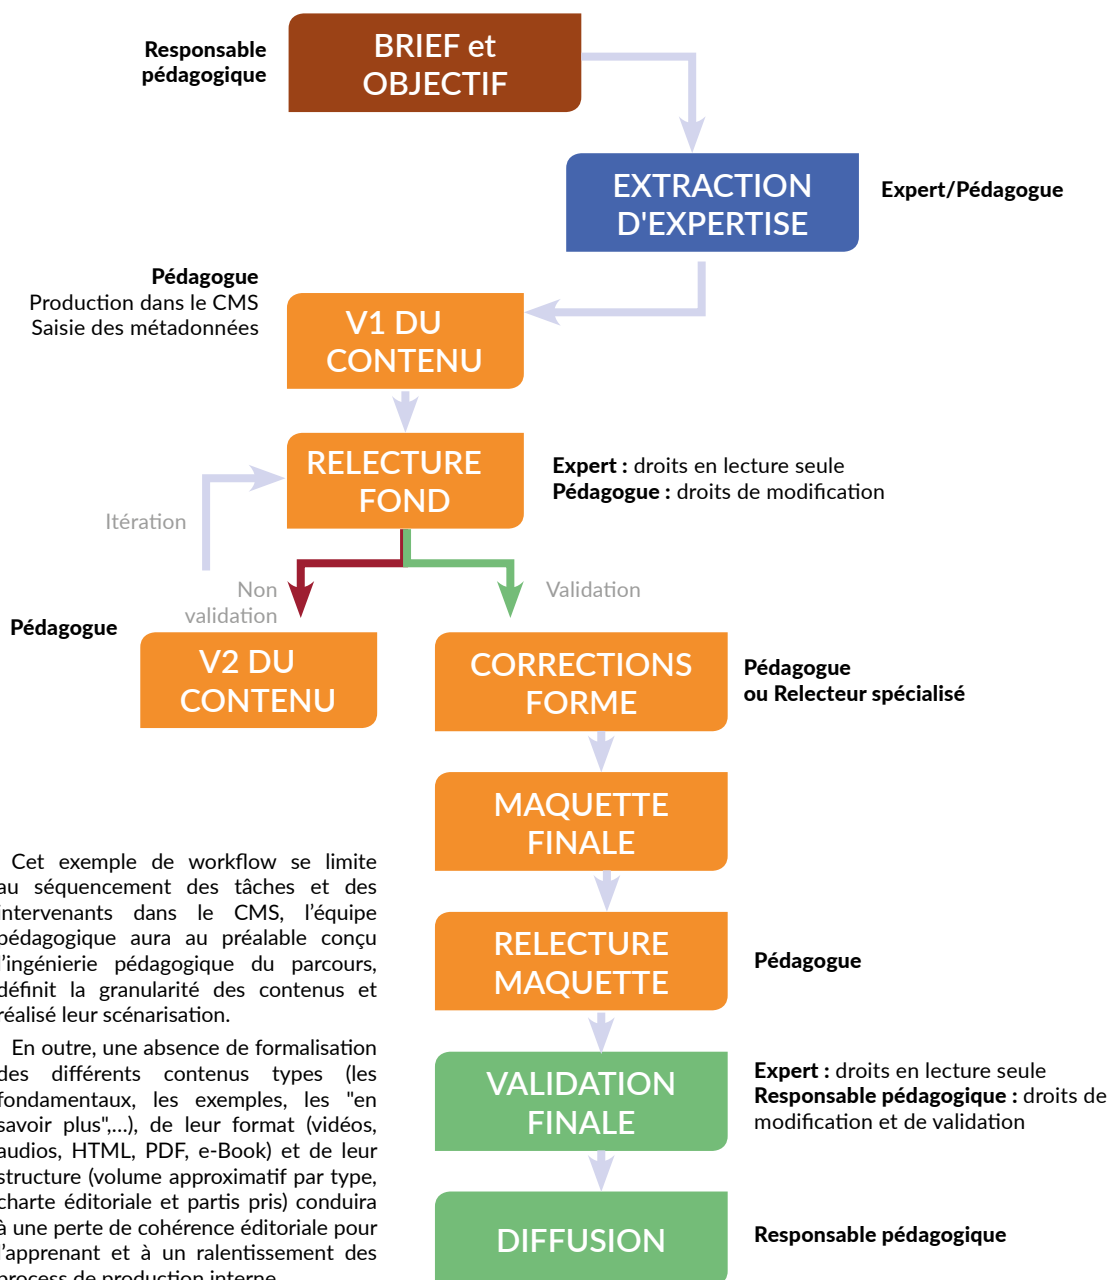 Responsable
pédagogique
BRIEF et
OBJECTIF
EXTRACTION
D'EXPERTISE
Expert/Pédagogue
Pédagogue
Production dans le CMS
Saisie des métadonnées
V1 DU
CONTENU
RELECTURE
FOND
Expert : droits en lecture seule
Pédagogue : droits de modification
Itération
Non
validation
Validation
Pédagogue
V2 DU
CONTENU
CORRECTIONS
FORME
Pédagogue
ou Relecteur spécialisé
MAQUETTE
FINALE
RELECTURE
MAQUETTE
Pédagogue
VALIDATION
FINALE
Expert : droits en lecture seule
Responsable pédagogique : droits de
modification et de validation
DIFFUSION
Responsable pédagogique
Cet exemple de workflow se limite
au séquencement des tâches et des
intervenants dans le CMS, l’équipe
pédagogique aura au préalable conçu
l’ingénierie pédagogique du parcours,
définit la granularité des contenus et
réalisé leur scénarisation.
En outre, une absence de formalisation
des différents contenus types (les
fondamentaux, les exemples, les "en
savoir plus",...), de leur format (vidéos,
audios, HTML, PDF, e-Book) et de leur
structure (volume approximatif par type,
charte éditoriale et partis pris) conduira
à une perte de cohérence éditoriale pour
l’apprenant et à un ralentissement des
process de production interne